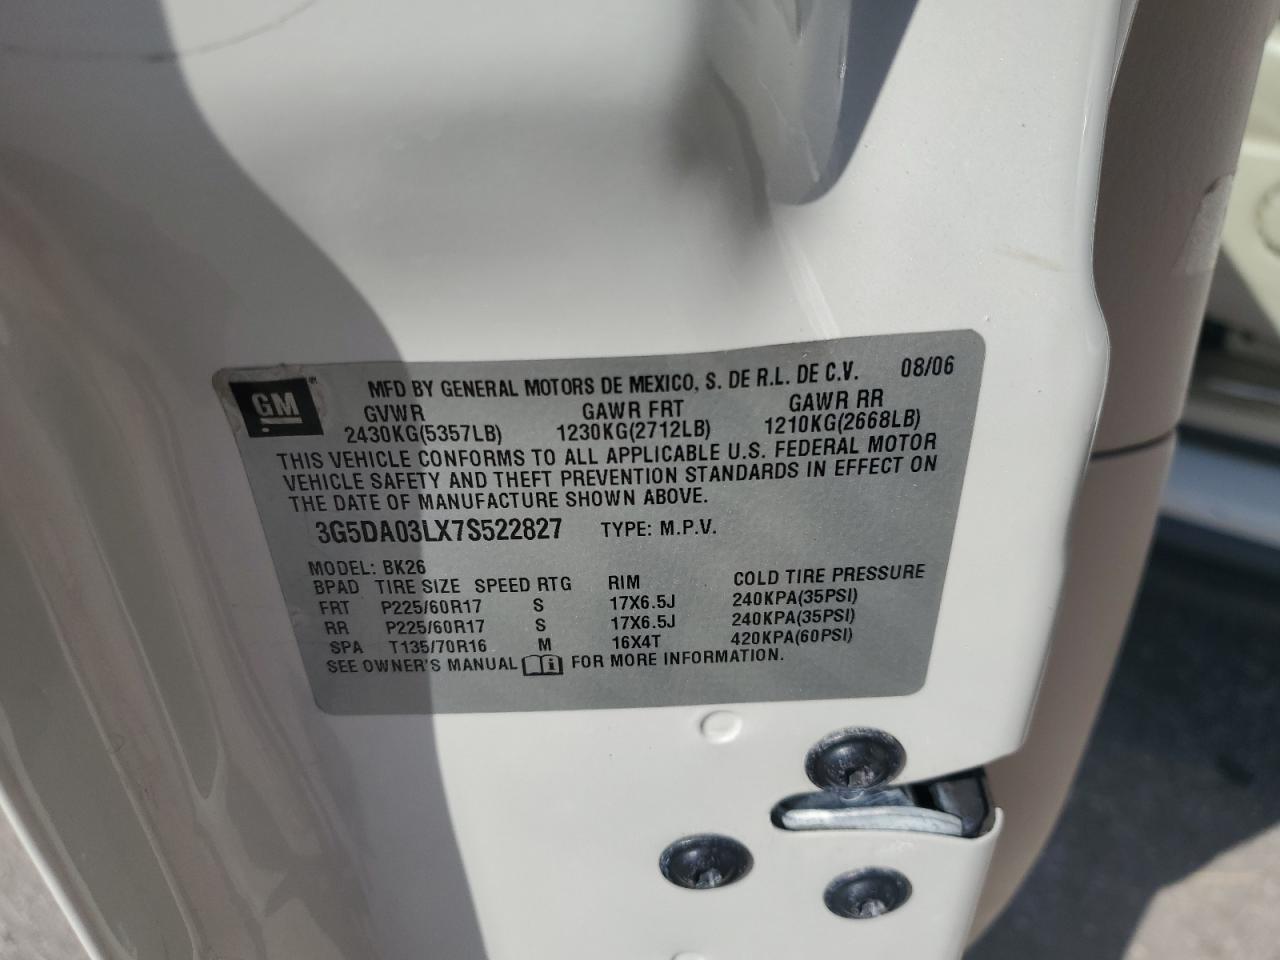 GM
MFD BY GENERAL MOTORS DE MEXICO, S. DE R.L. DE C.V. 08/06
GVWR GAWR FRT GAWR RR
2430KG(5357LB) 1230KG(2712LB) 1210KG(2668LB)
THIS VEHICLE CONFORMS TO ALL APPLICABLE U.S. FEDERAL MOTOR
VEHICLE SAFETY AND THEFT PREVENTION STANDARDS IN EFFECT ON
THE DATE OF MANUFACTURE SHOWN ABOVE.
3G5DA03LX7S522827 TYPE: M.P.V.
MODEL: BK26
BPAD TIRE SIZE SPEED RTG RIM COLD TIRE PRESSURE
FRT P225/60R17 S 17X6.5J 240KPA(35PSI)
RR P225/60R17 S 17X6.5J 240KPA(35PSI)
SPA T135/70R16 M 16X4T 420KPA(60PSI)
SEE OWNER'S MANUAL i FOR MORE INFORMATION.